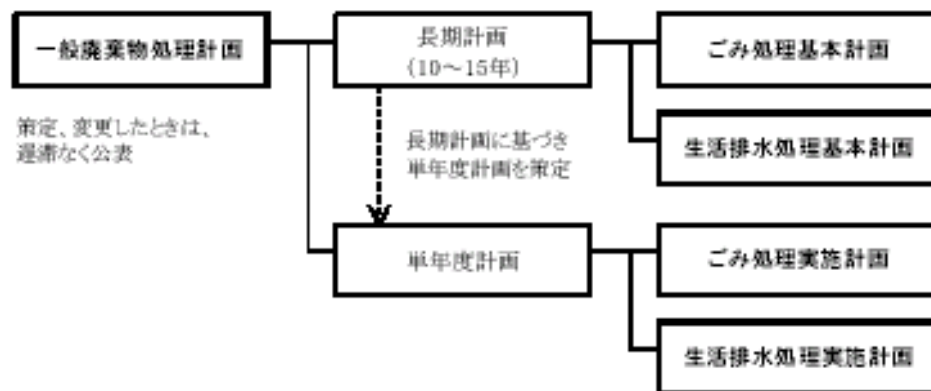 一般廃棄物処理計画
長期計画
(10～15年)
ごみ処理基本計画
策定、変更したときは、
遅滞なく公表
長期計画に基づき
単年度計画を策定
生活排水処理基本計画
単年度計画
ごみ処理実施計画
生活排水処理実施計画